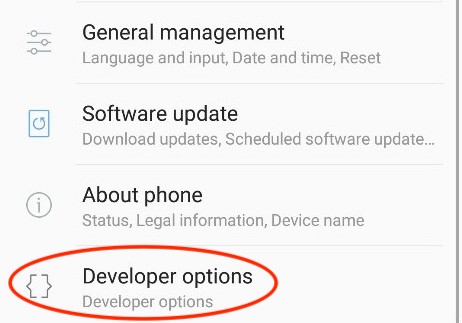 General management
Language and input, Date and time, Reset
Software update
Download updates, Scheduled software update...
About phone
Status, Legal information, Device name
Developer options
Developer options